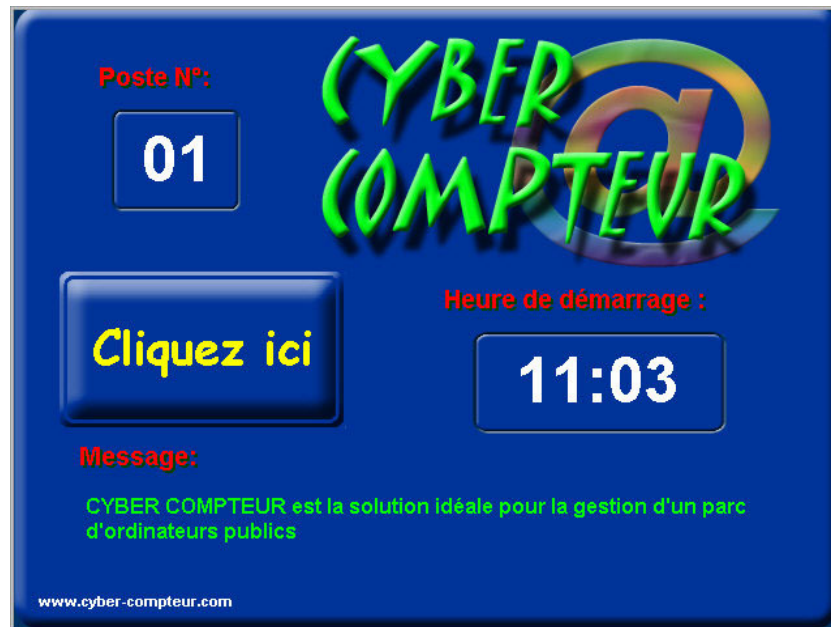 Poste N°:
01
CYBER
@
COMPTEUR
Cliquez ici
Heure de démarrage :
11:03
Message:
CYBER COMPTEUR est la solution idéale pour la gestion d'un parc
d'ordinateurs publics
www.cyber-compteur.com